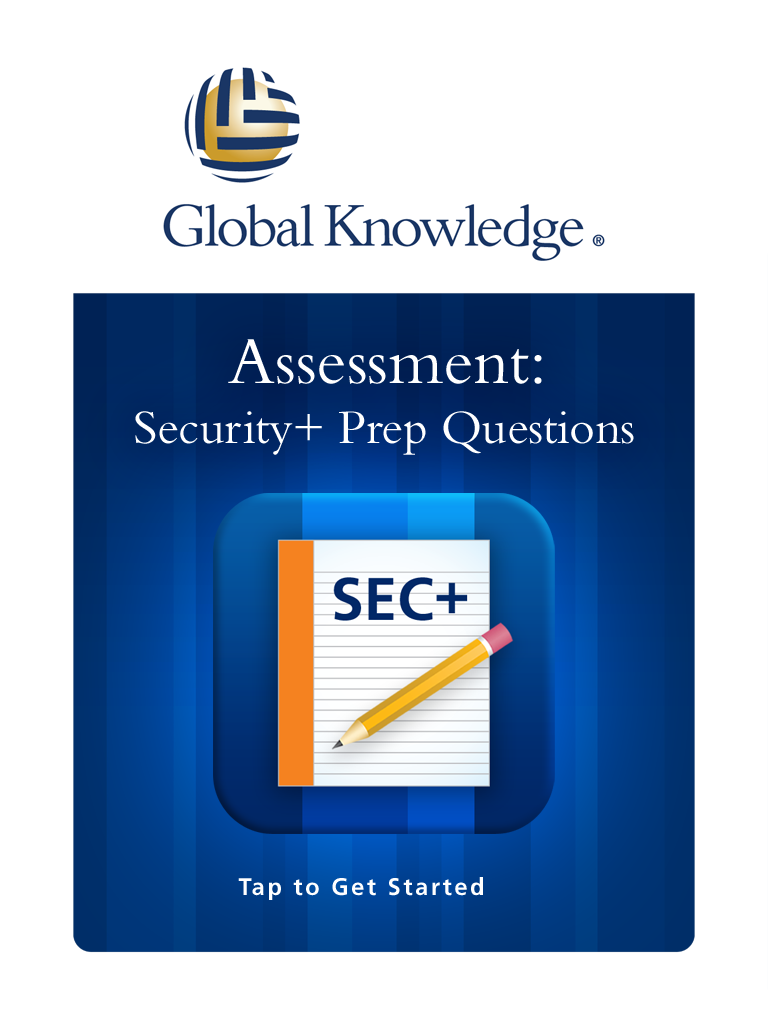 Global Knowledge ®
Assessment:
Security+ Prep Questions
SEC+
Tap to Get Started